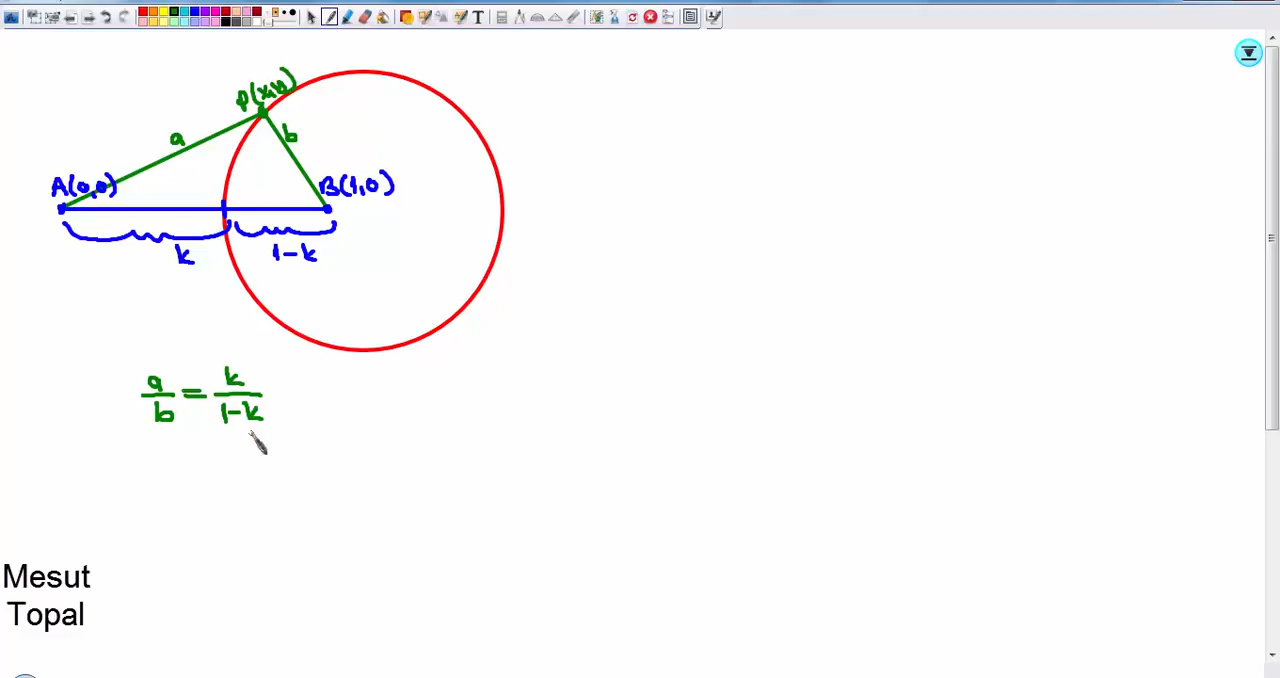 P(x,y)
a
b
A(0,0)
B(1,0)
k
1-k
a/b = k/1-k
Mesut
Topal